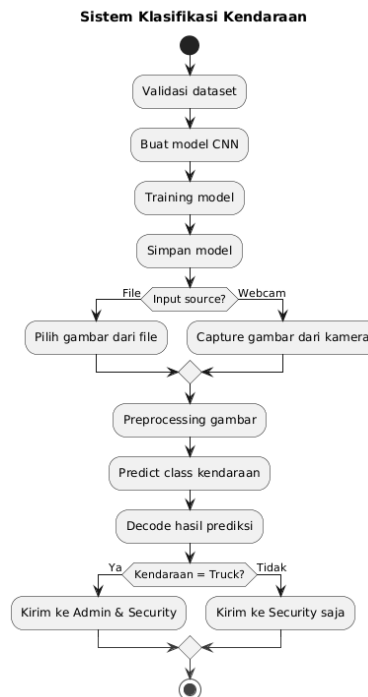 Sistem Klasifikasi Kendaraan
Validasi dataset
Buat model CNN
Training model
Simpan model
File
Input source?
Webcam
Pilih gambar dari file
Capture gambar dari kamera
Preprocessing gambar
Predict class kendaraan
Decode hasil prediksi
Ya
Kendaraan = Truck?
Tidak
Kirim ke Admin & Security
Kirim ke Security saja